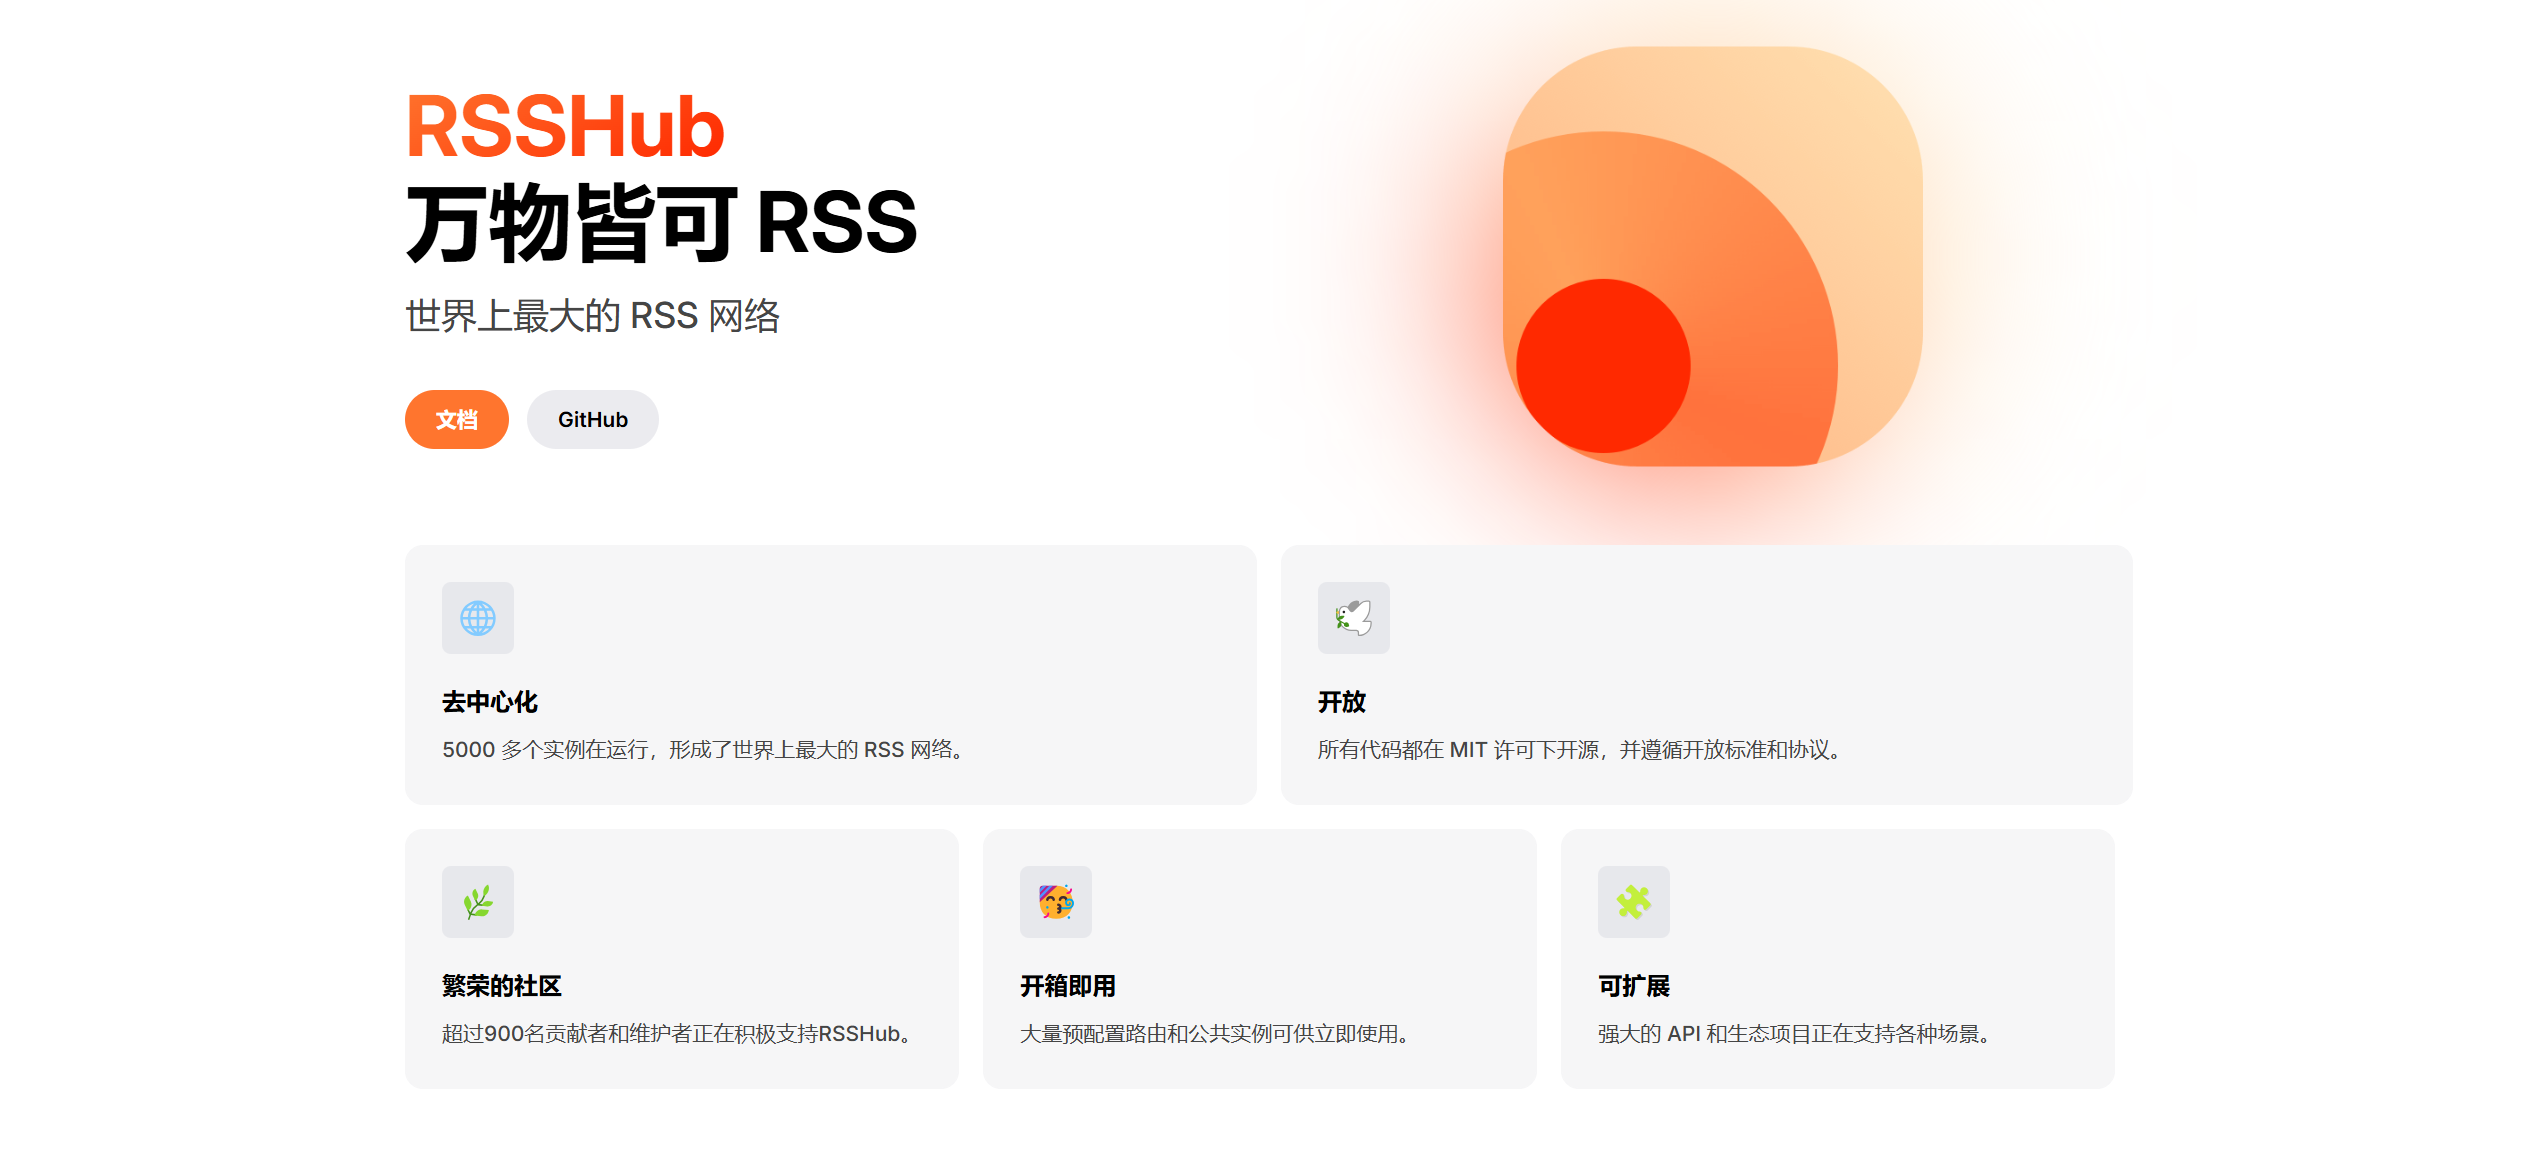 RSSHub
万物皆可 RSS
世界上最大的 RSS 网络
文档
GitHub
去中心化
5000 多个实例在运行，形成了世界上最大的 RSS 网络。
开放
所有代码都在 MIT 许可下开源，并遵循开放标准和协议。
繁荣的社区
超过900名贡献者和维护者正在积极支持RSSHub。
开箱即用
大量预配置路由和公共实例可供立即使用。
可扩展
强大的 API 和生态项目正在支持各种场景。